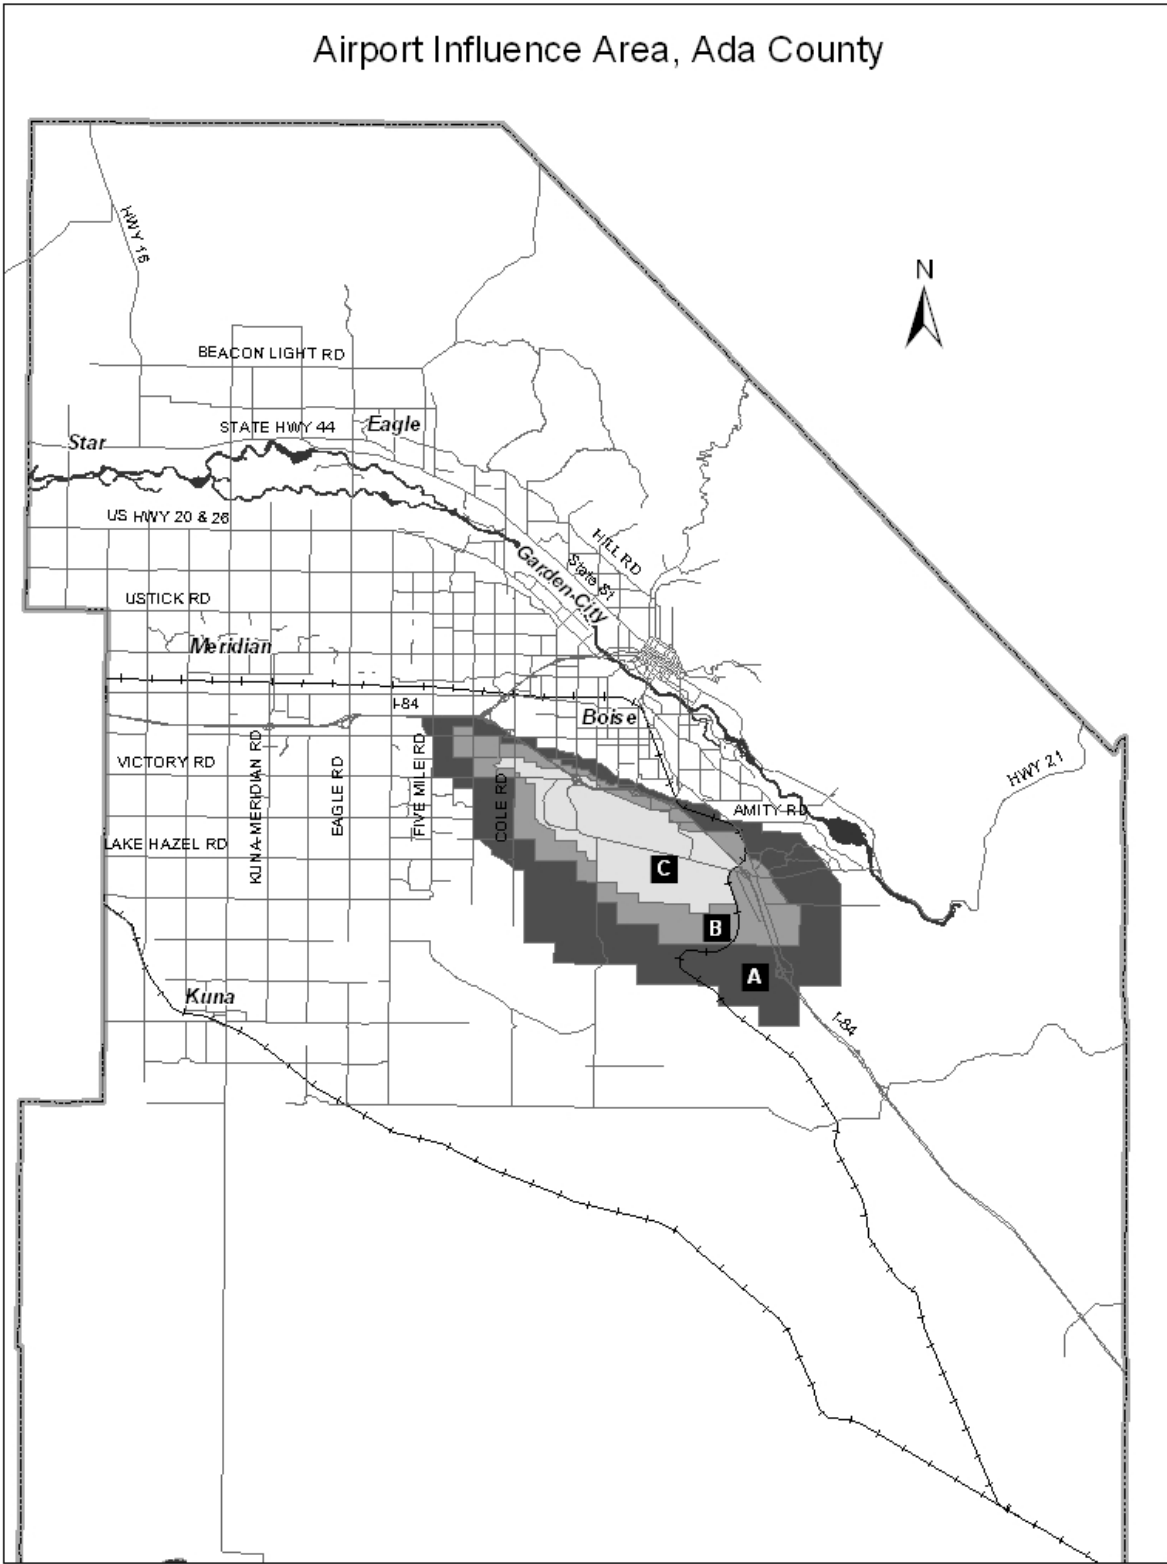 Airport Influence Area, Ada County
N
HWY 16
BEACON LIGHT RD
Eagle
STATE HWY 44
Star
US HWY 20 & 26
HILL RD
State St
Garden City
USTICK RD
Meridian
I-84
Boise
VICTORY RD
KUNA-MERIDIAN RD
EAGLE RD
FIVE MILE RD
COLE RD
HWY 21
AMITY RD
LAKE HAZEL RD
C
B
A
Kuna
I-84